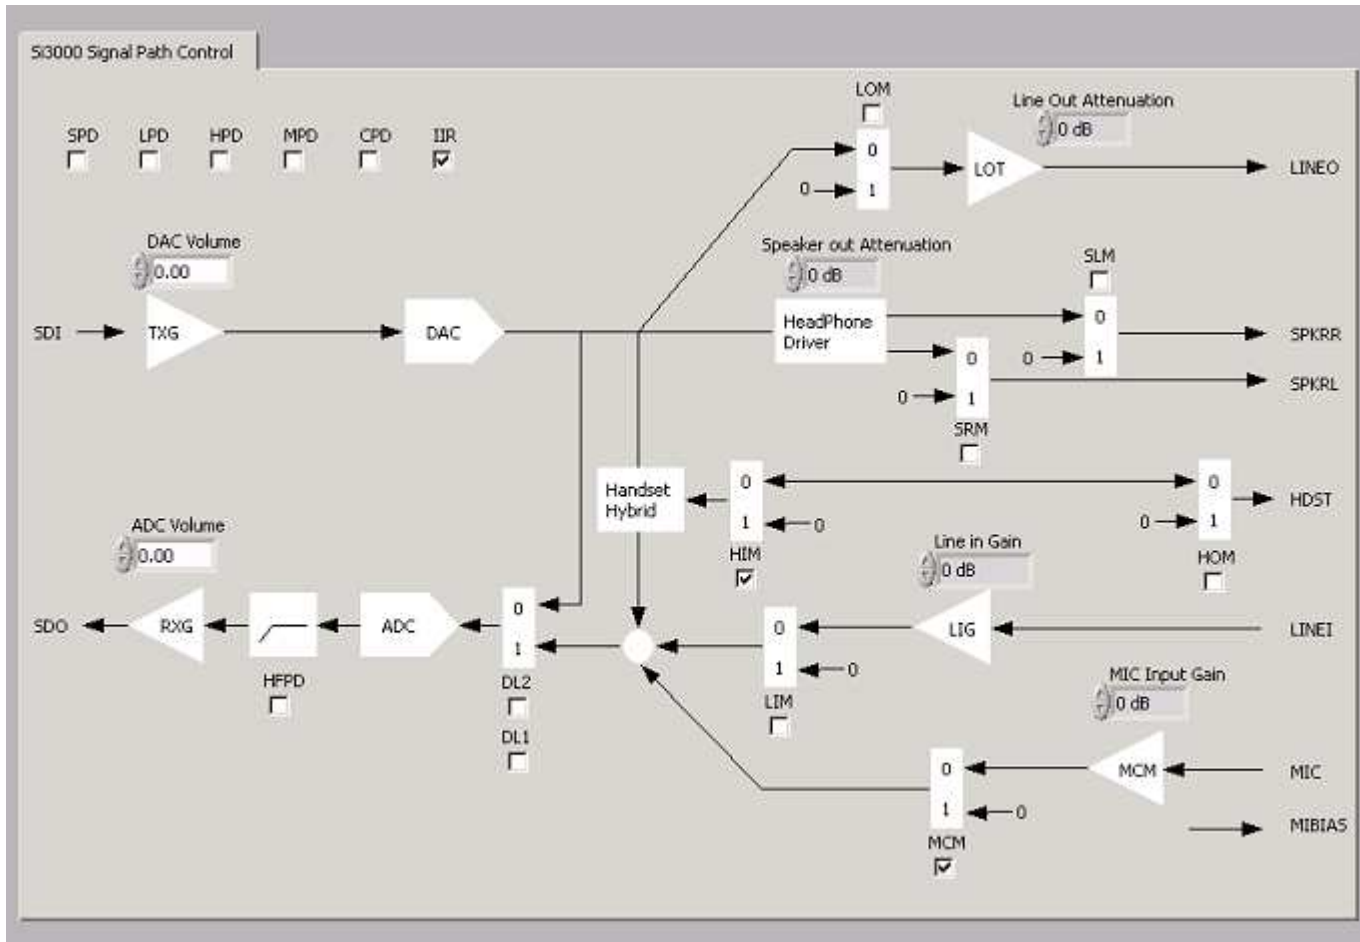 Si3000 Signal Path Control
LOM
Line Out Attenuation
0 dB
SPD LPD HPD MPD CPD IIR
0
LOT
LINEO
0
1
DAC Volume
0.00
Speaker out Attenuation
0 dB
SLM
SDI
TXG
DAC
HeadPhone
Driver
0
SPKRR
0
0
1
SPKRL
0
1
SRM
Handset
Hybrid
0
0
HDST
1
0
0
1
ADC Volume
0.00
HIM
Line in Gain
0 dB
HOM
SDO
RXG
ADC
0
1
0
LIG
LINEI
1
0
HFPD
DL2
LIM
MIC Input Gain
0 dB
DL1
0
MCM
MIC
1
0
MIBIAS
MCM